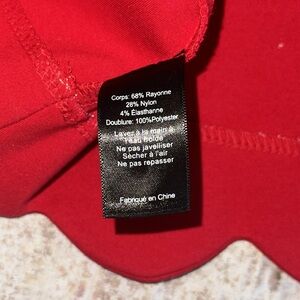 Corps: 68% Rayonne
28% Nylon
4% Élasthanne
Doublure: 100%Polyester
Lavez à la main à
l'eau froide
Ne pas javelliser
Sécher à l'air
Ne pas repasser
Fabriqué en Chine